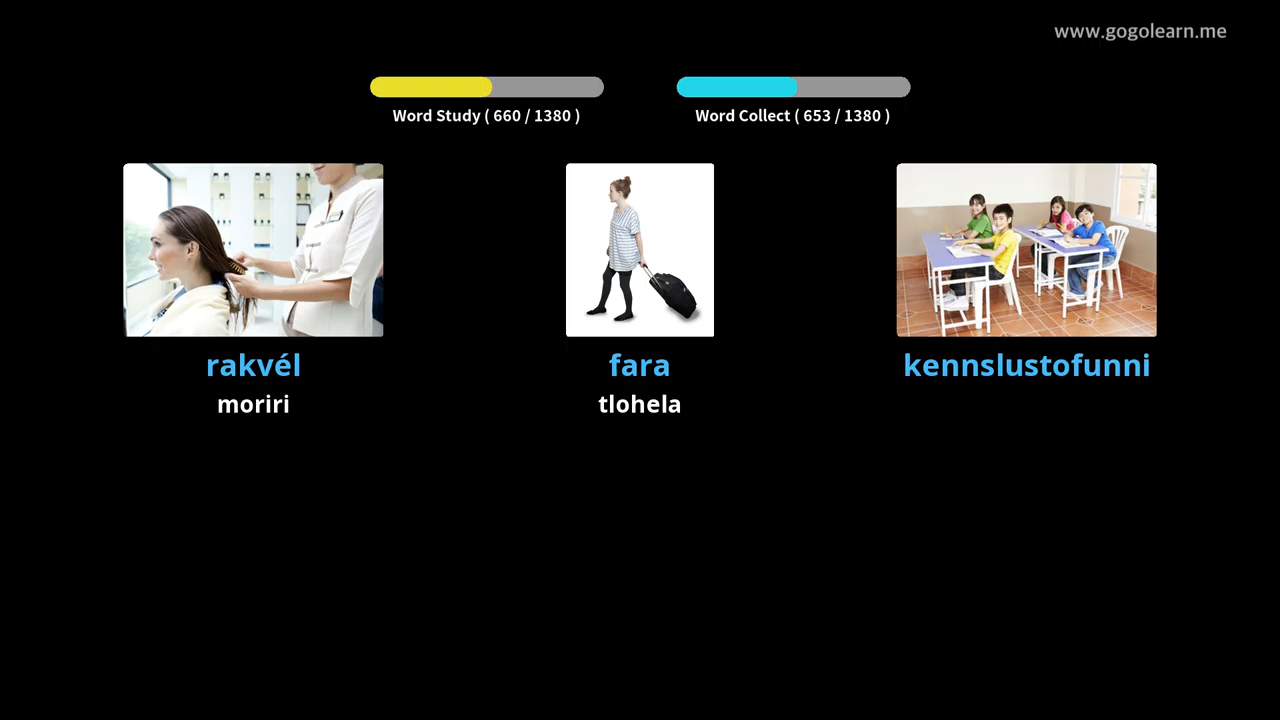 www.gogolearn.me
Word Study ( 660 / 1380 )
Word Collect ( 653 / 1380 )
rakvél
fara
kennslustofunni
moriri
tlohela